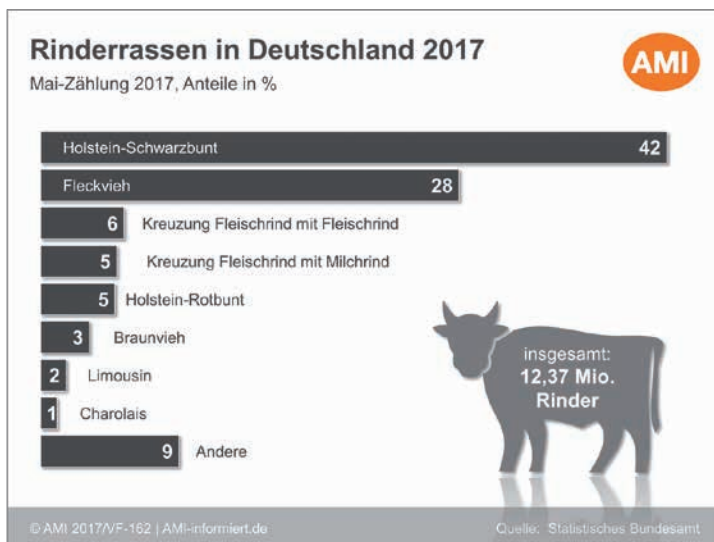 Rinderrassen in Deutschland 2017
Mai-Zählung 2017, Anteile in %
AMI
Holstein-Schwarzbunt 42
Fleckvieh 28
6 Kreuzung Fleischrind mit Fleischrind
5 Kreuzung Fleischrind mit Milchrind
5 Holstein-Rotbunt
3 Braunvieh
2 Limousin
1 Charolais
9 Andere
insgesamt:
12,37 Mio.
Rinder
© AMI 2017/VF-162 | AMI-informiert.de
Quelle: Statistisches Bundesamt